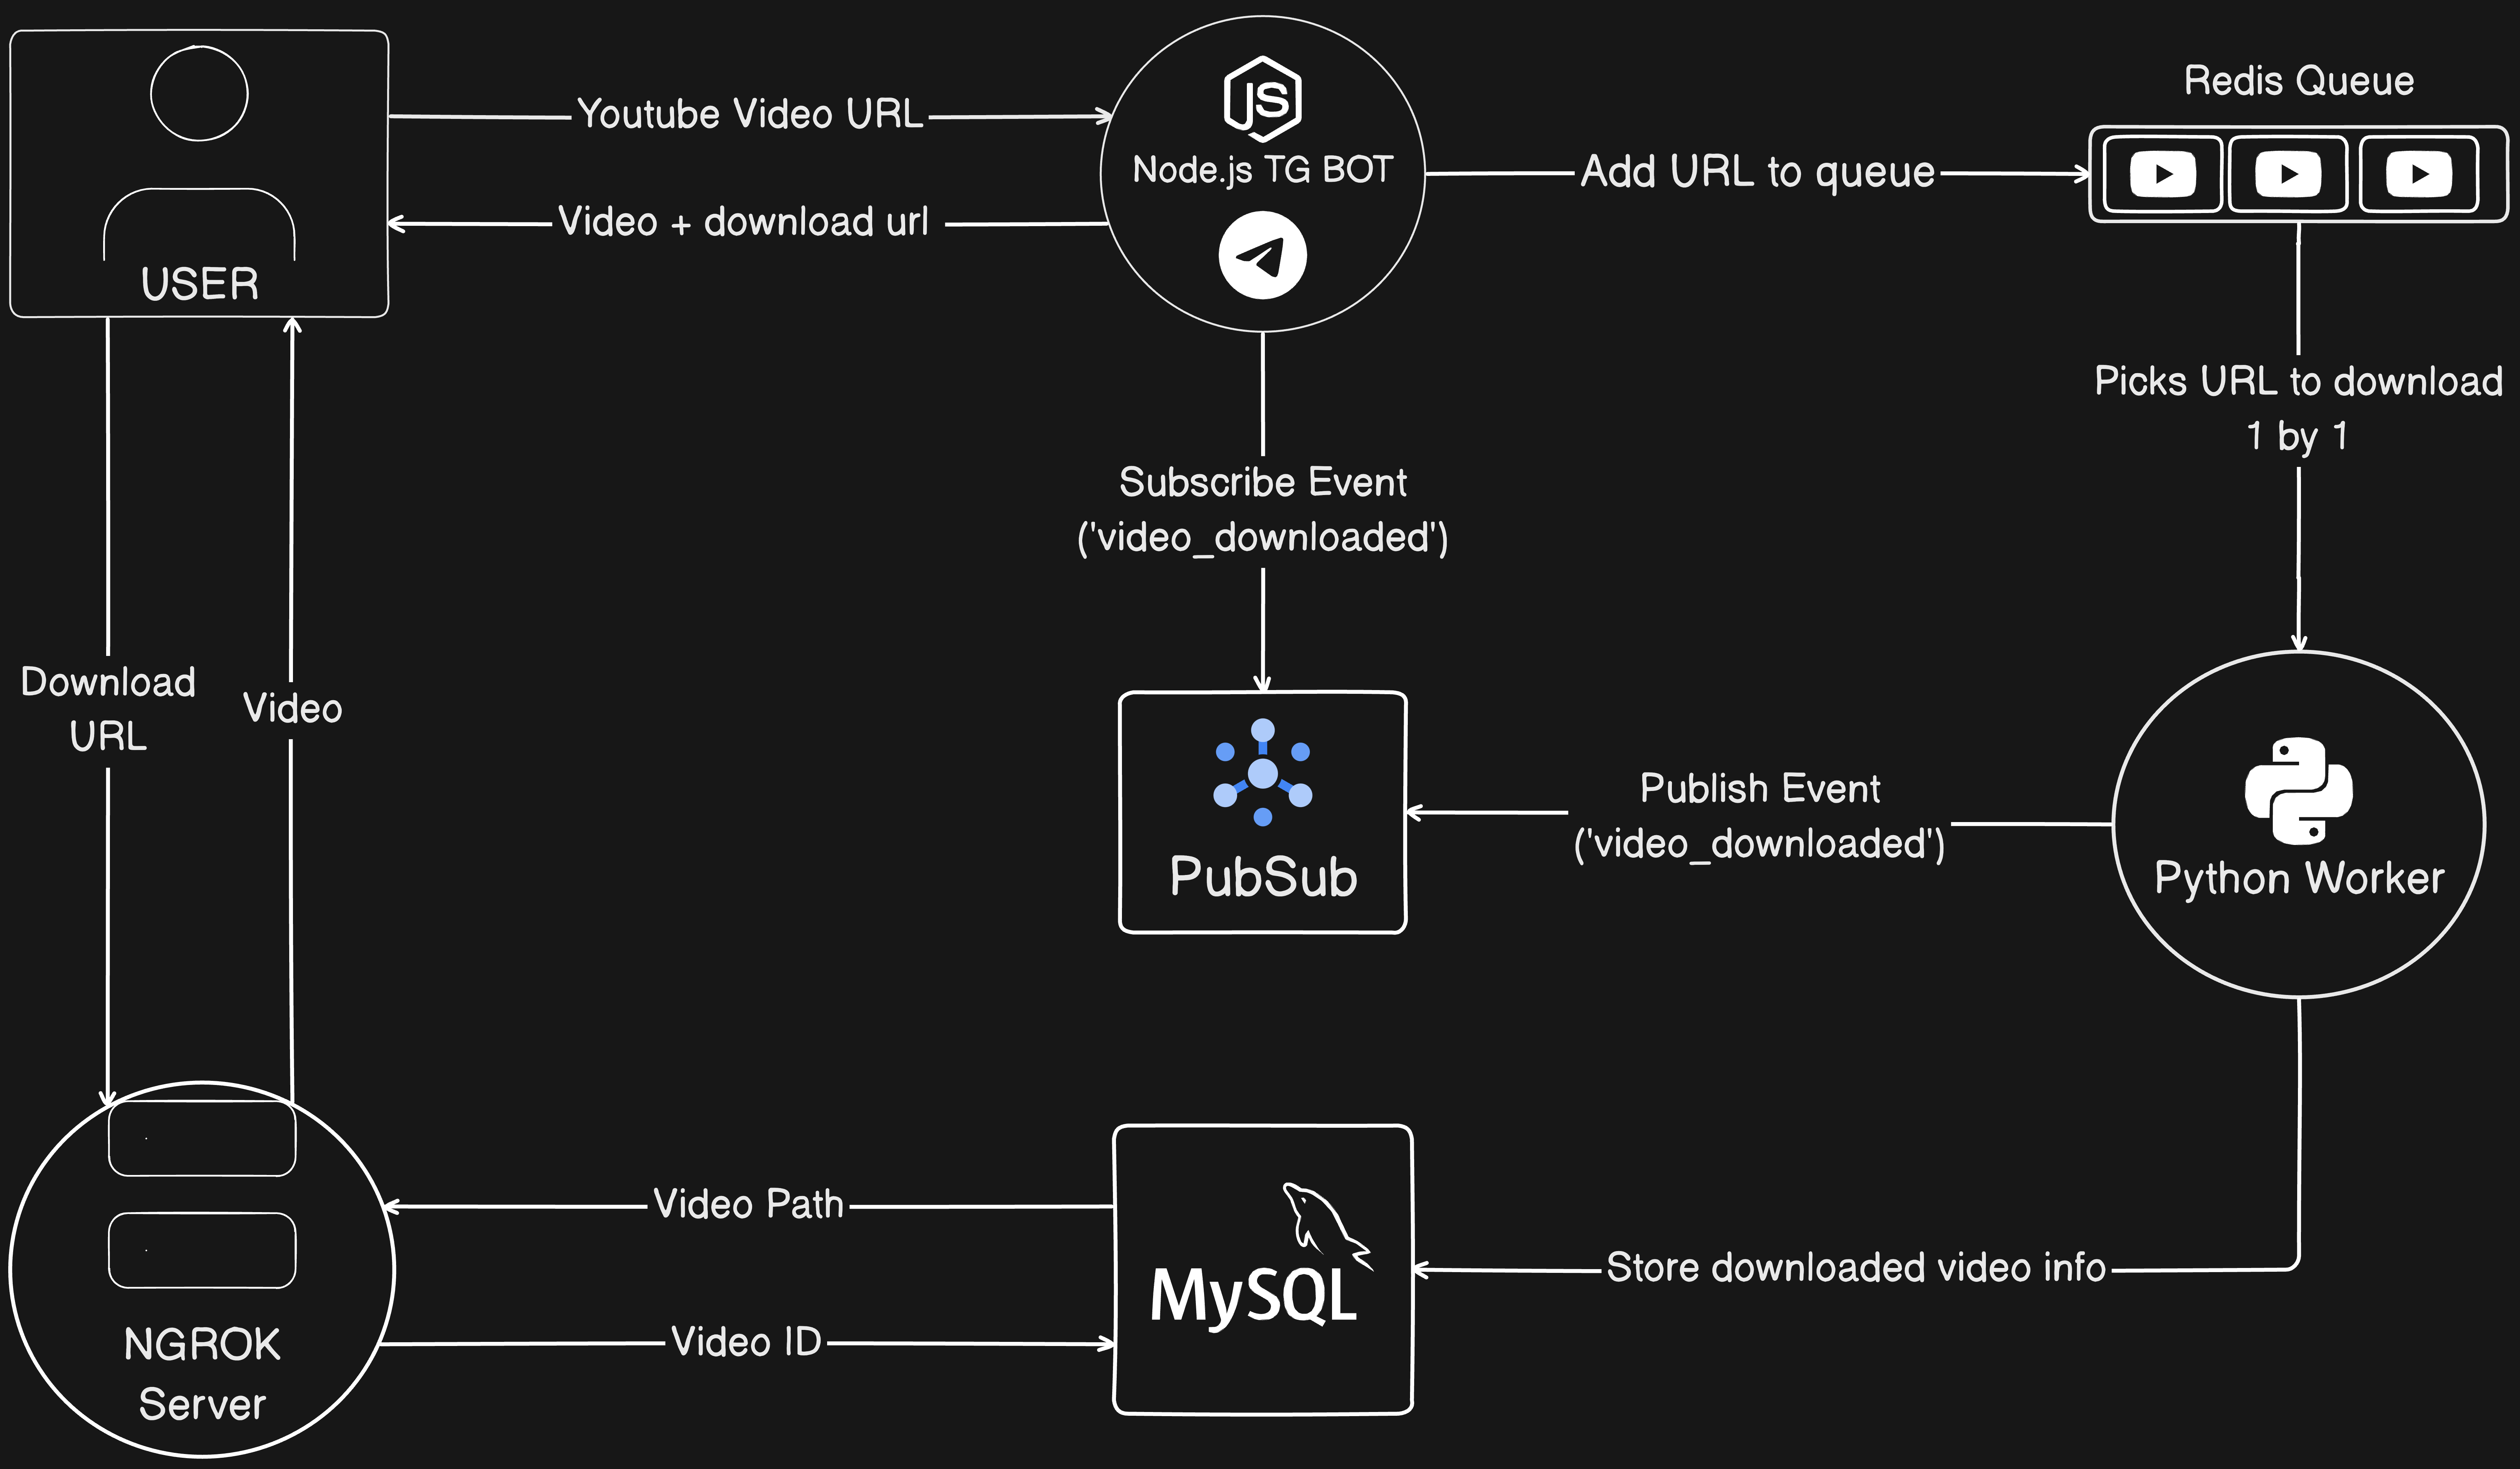 Youtube Video URL
Video + download url
USER
JS
Node.js TG BOT
Add URL to queue
Redis Queue
Picks URL to download
1 by 1
Subscribe Event
('video_downloaded')
Download
URL
Video
PubSub
Publish Event
('video_downloaded')
Python Worker
Video Path
Video ID
MySQL
Store downloaded video info
NGROK
Server